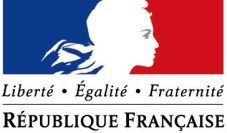 Liberté • Égalité • Fraternité
RÉPUBLIQUE FRANÇAISE